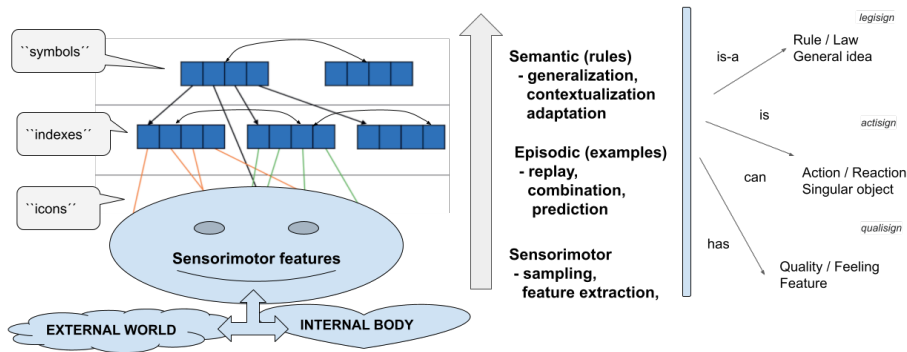 ``symbols´´
``indexes´´
``icons´´
Sensorimotor features
EXTERNAL WORLD
INTERNAL BODY
Semantic (rules)
- generalization,
contextualization
adaptation
Episodic (examples)
- replay,
combination,
prediction
Sensorimotor
- sampling,
feature extraction,
is-a
is
can
has
legisign
Rule / Law
General idea
actisign
Action / Reaction
Singular object
qualisign
Quality / Feeling
Feature